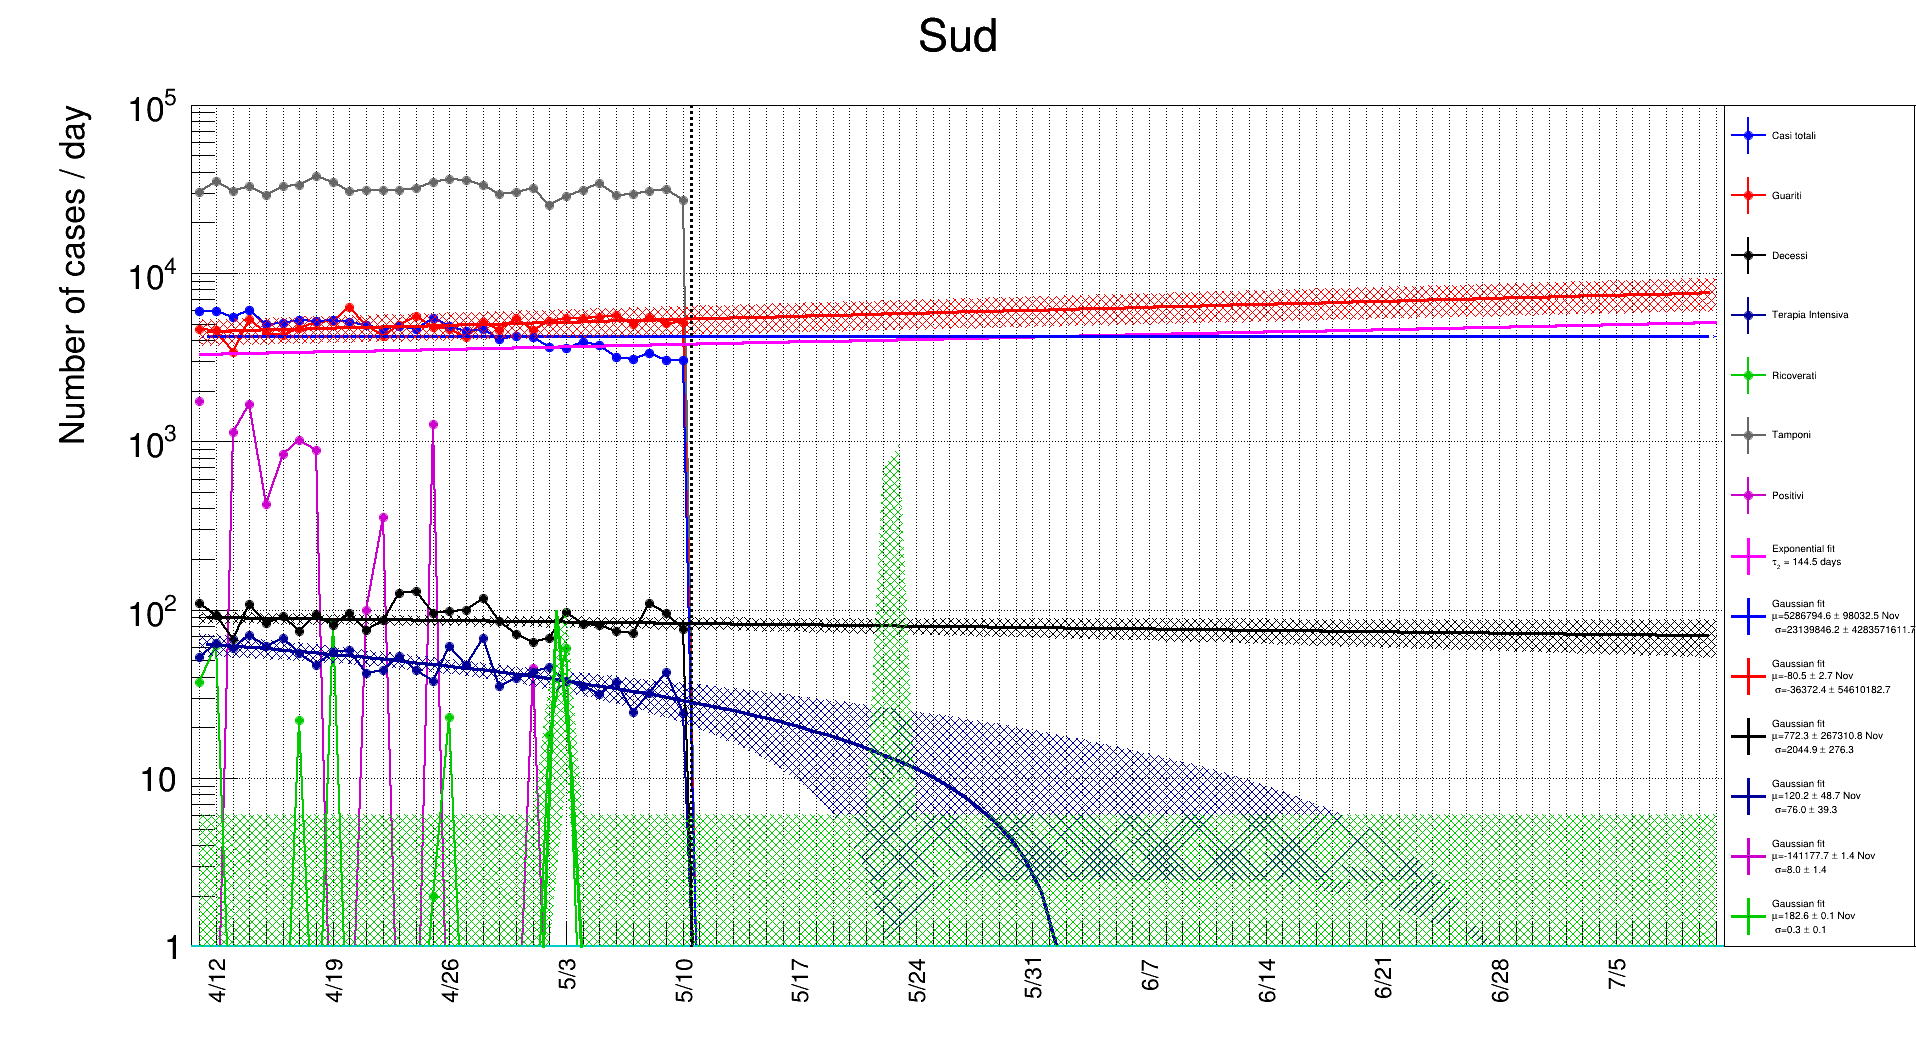 Sud
Number of cases / day
10^5
10^4
10^3
10^2
10
1
4/12
4/19
4/26
5/3
5/10
5/17
5/24
5/31
6/7
6/14
6/21
6/28
7/5
Casi totali
Guariti
Decessi
Terapia Intensiva
Ricoverati
Tamponi
Positivi
Exponential fit
τ₂ = 144.5 days
Gaussian fit
μ=5286794.6 ± 98032.5 Nov
σ=23139846.2 ± 4283571611.7
Gaussian fit
μ=-80.5 ± 2.7 Nov
σ=-36372.4 ± 54610182.7
Gaussian fit
μ=772.3 ± 267310.8 Nov
σ=2044.9 ± 276.3
Gaussian fit
μ=120.2 ± 48.7 Nov
σ=76.0 ± 39.3
Gaussian fit
μ=-141177.7 ± 1.4 Nov
σ=8.0 ± 1.4
Gaussian fit
μ=182.6 ± 0.1 Nov
σ=0.3 ± 0.1